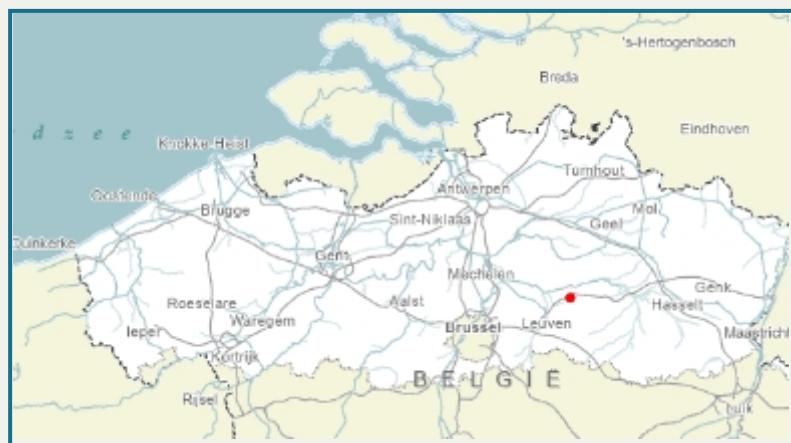 's-Hertogenbosch
Breda
d z e e
Eindhoven
Knokke-Heist
Turnhout
Antwerpen
Oostende
Mol
Brugge
Sint-Niklaas
Geel
Duinkerke
Gent
Mechelen
Genk
Roeselare
Aalst
Hasselt
Waregem
Ieper
Brussel
Leuven
Maastricht
Kortrijk
BELGIË
Rijsel
Luik